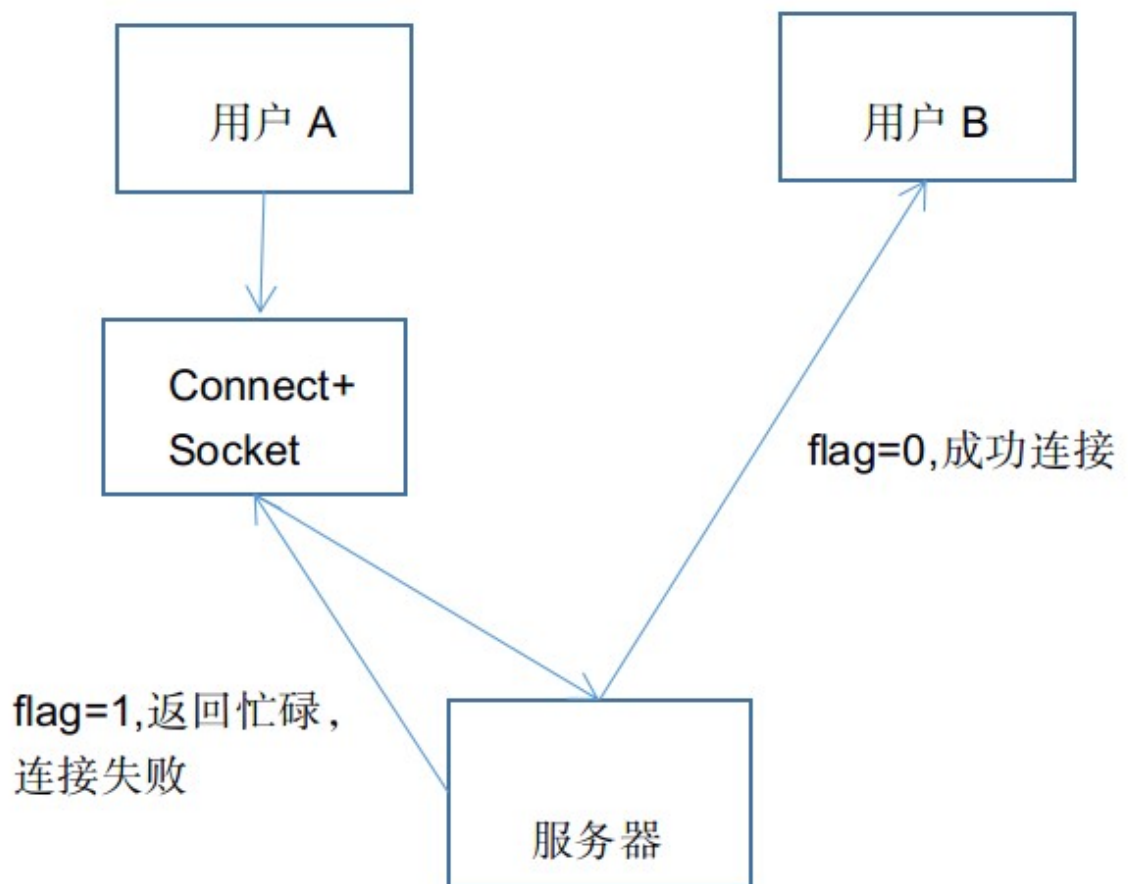 用户 A
用户 B
Connect+
Socket
flag=0,成功连接
flag=1,返回忙碌，
连接失败
服务器